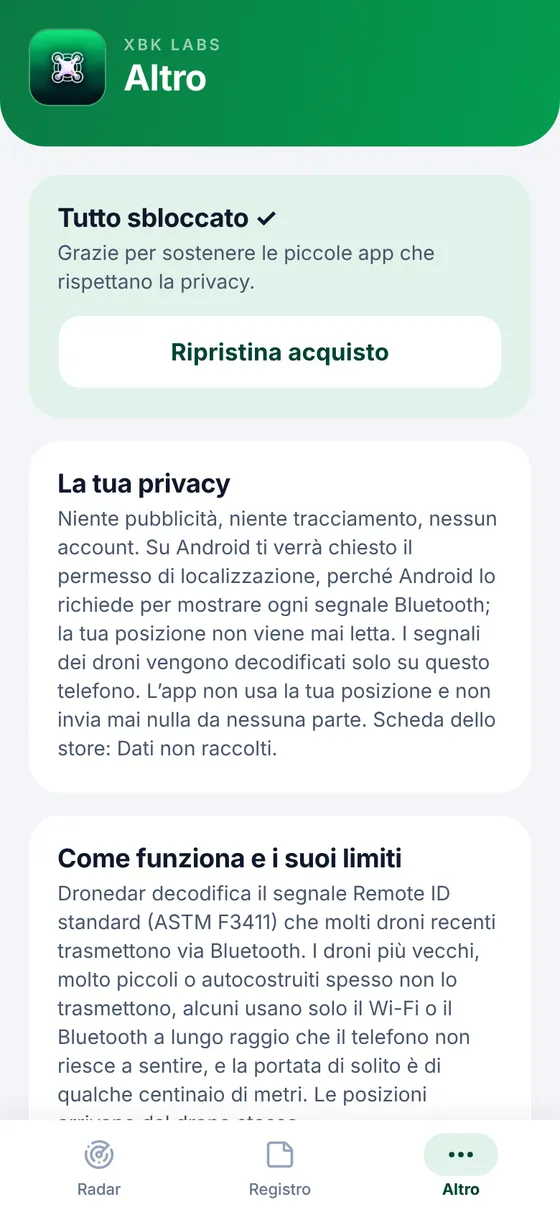 XBK LABS
Altro
Tutto sbloccato ✓
Grazie per sostenere le piccole app che
rispettano la privacy.
Ripristina acquisto
La tua privacy
Niente pubblicità, niente tracciamento, nessun
account. Su Android ti verrà chiesto il
permesso di localizzazione, perché Android lo
richiede per mostrare ogni segnale Bluetooth;
la tua posizione non viene mai letta. I segnali
dei droni vengono decodificati solo su questo
telefono. L’app non usa la tua posizione e non
invia mai nulla da nessuna parte. Scheda dello
store: Dati non raccolti.
Come funziona e i suoi limiti
Dronedar decodifica il segnale Remote ID
standard (ASTM F3411) che molti droni recenti
trasmettono via Bluetooth. I droni più vecchi,
molto piccoli o autocostruiti spesso non lo
trasmettono, alcuni usano solo il Wi-Fi o il
Bluetooth a lungo raggio che il telefono non
riesce a sentire, e la portata di solito è di
qualche centinaio di metri. Le posizioni
Radar
Registro
Altro